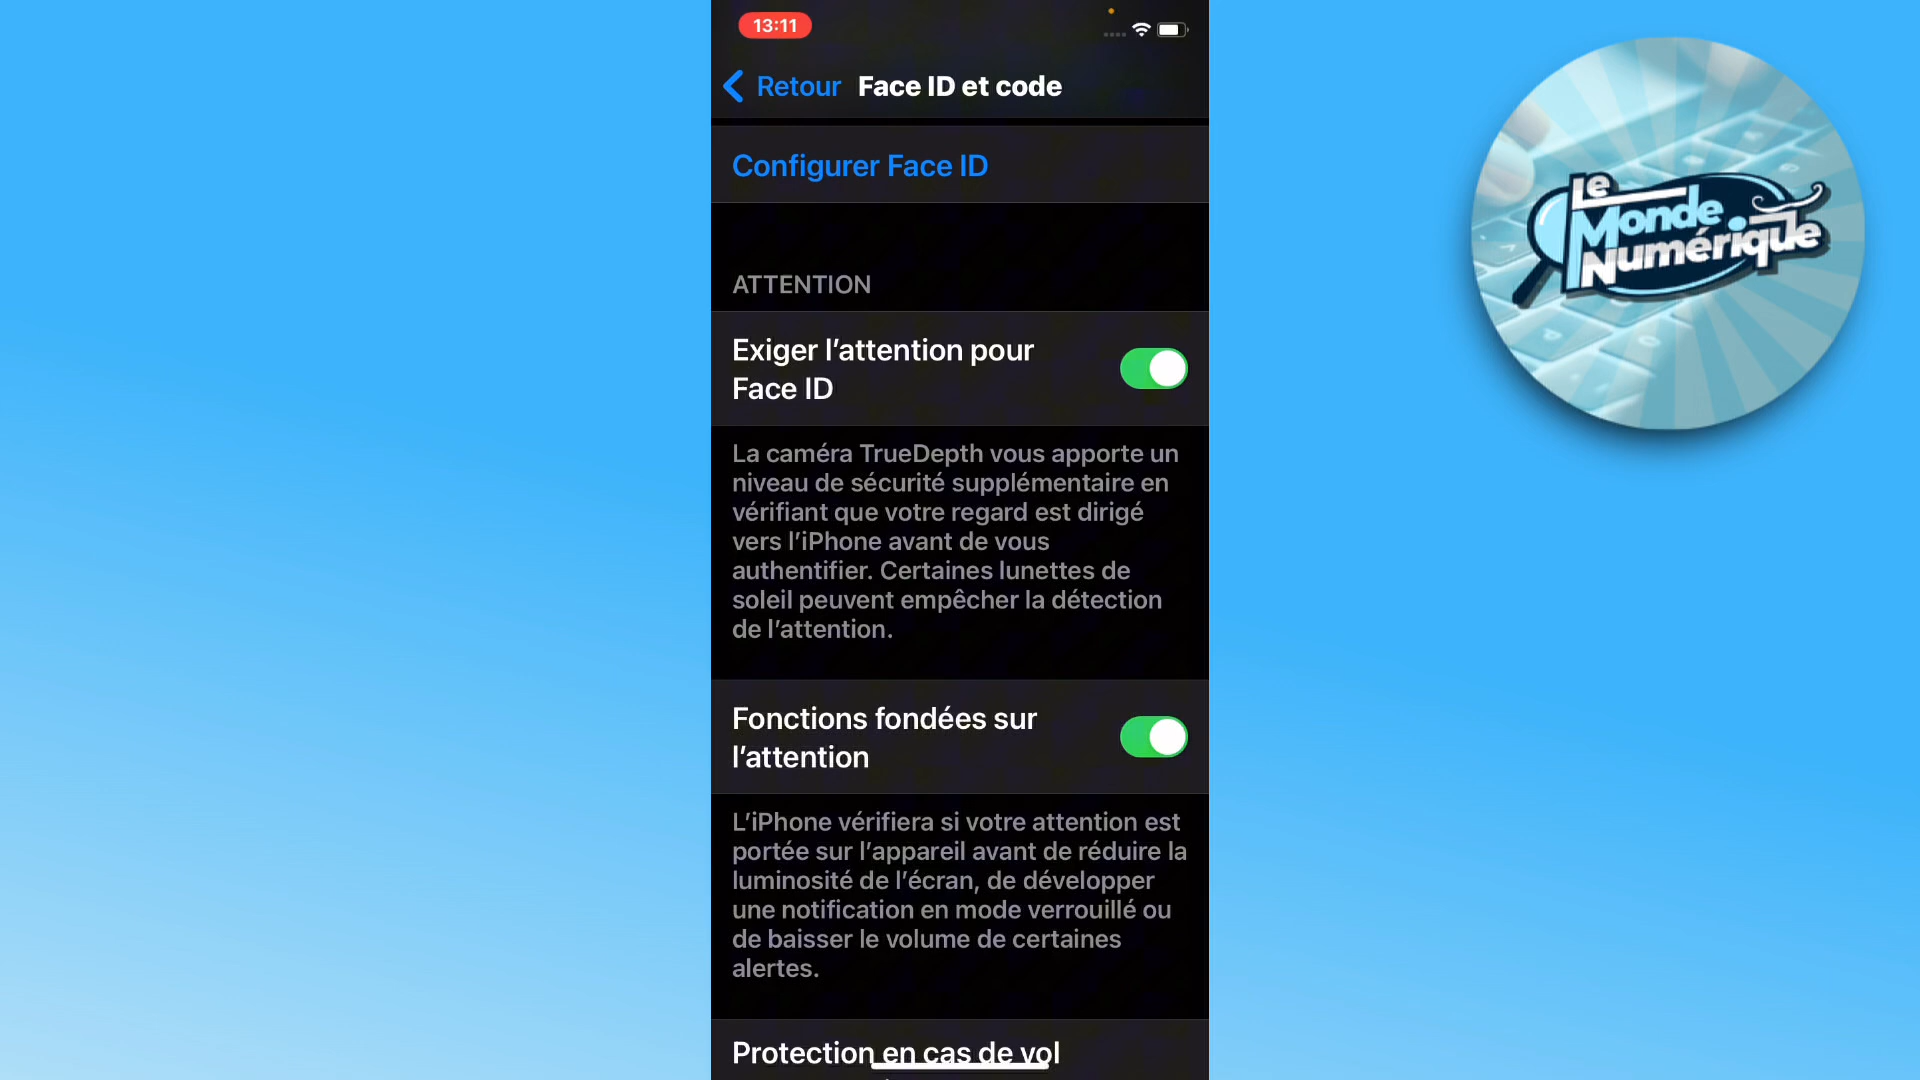 13:11
Retour Face ID et code
Configurer Face ID
ATTENTION
Exiger l’attention pour
Face ID
La caméra TrueDepth vous apporte un
niveau de sécurité supplémentaire en
vérifiant que votre regard est dirigé
vers l’iPhone avant de vous
authentifier. Certaines lunettes de
soleil peuvent empêcher la détection
de l’attention.
Fonctions fondées sur
l’attention
L’iPhone vérifiera si votre attention est
portée sur l’appareil avant de réduire la
luminosité de l’écran, de développer
une notification en mode verrouillé ou
de baisser le volume de certaines
alertes.
Protection en cas de vol
Le
Monde
Numérique